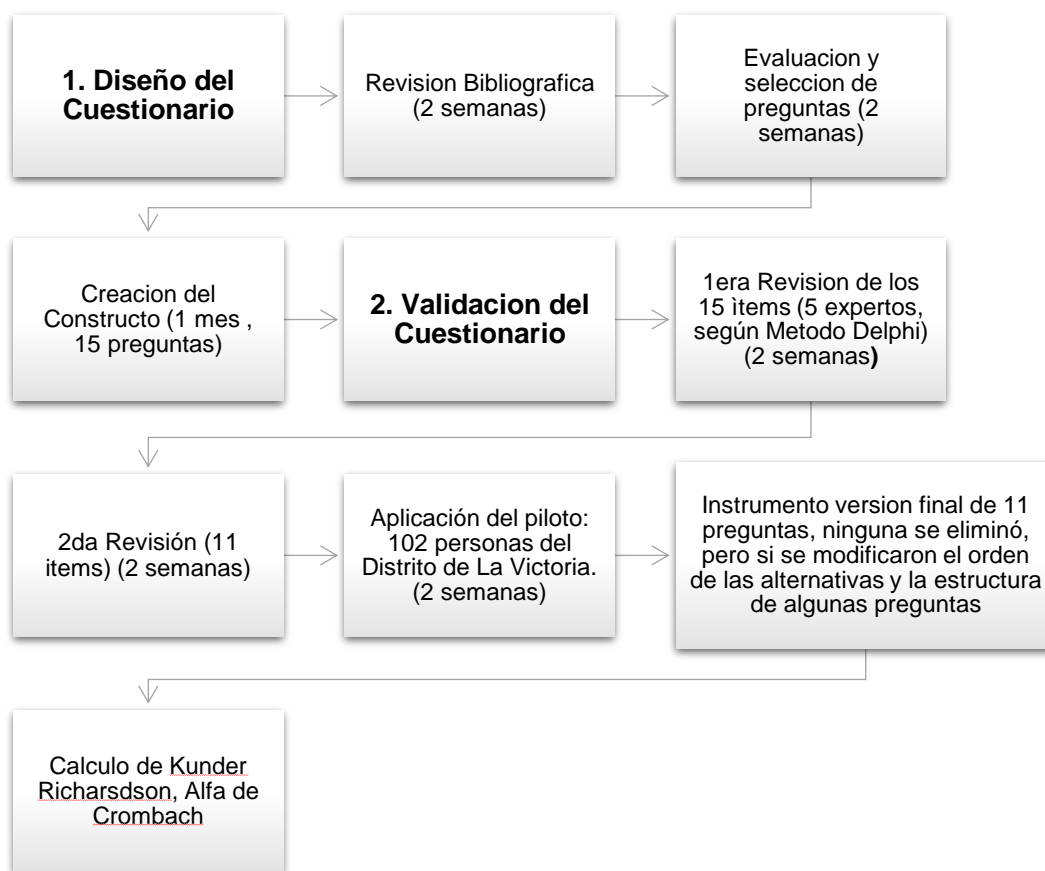 1. Diseño del
Cuestionario
Revision Bibliografica
(2 semanas)
Evaluacion y
seleccion de
preguntas (2
semanas)
Creacion del
Constructo (1 mes ,
15 preguntas)
2. Validacion del
Cuestionario
1era Revision de los
15 ìtems (5 expertos,
según Metodo Delphi)
(2 semanas)
2da Revisión (11
items) (2 semanas)
Aplicación del piloto:
102 personas del
Distrito de La Victoria.
(2 semanas)
Instrumento version final de 11
preguntas, ninguna se eliminó,
pero si se modificaron el orden
de las alternativas y la estructura
de algunas preguntas
Calculo de Kunder
Richarsdson, Alfa de
Crombach